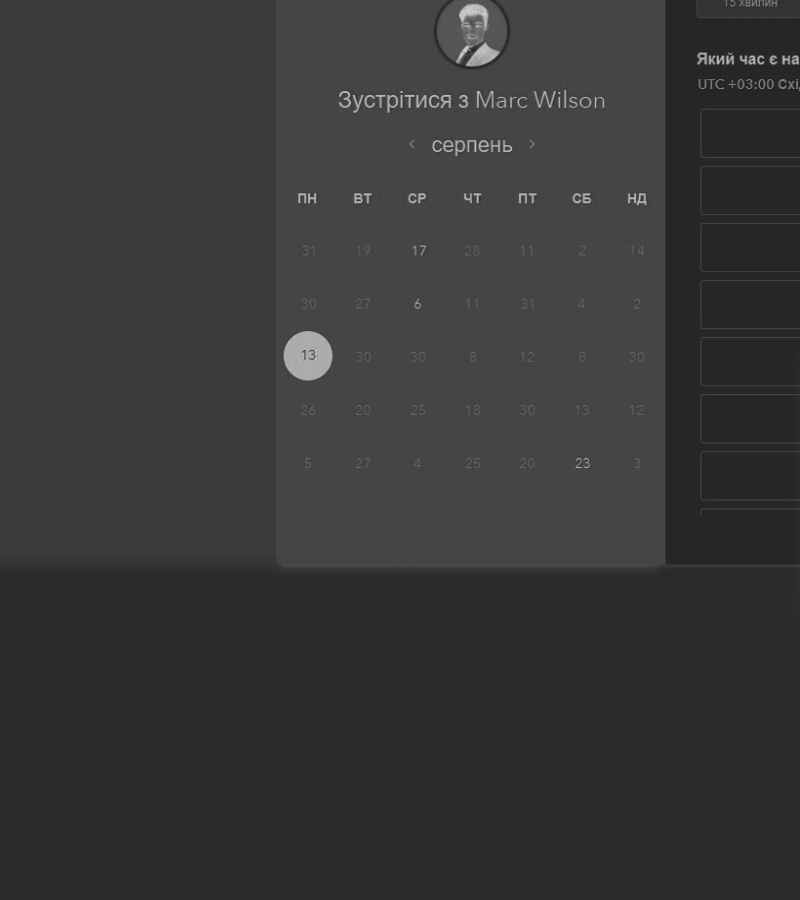 15 хвилин
Зустрітися з Marc Wilson
серпень
ПН ВТ СР ЧТ ПТ СБ НД
31 19 17 28 11 2 14
30 27 6 11 31 4 2
13 30 30 8 12 8 30
26 20 25 18 30 13 12
5 27 4 25 20 23 3
Який час є на
UTC +03:00 Схі